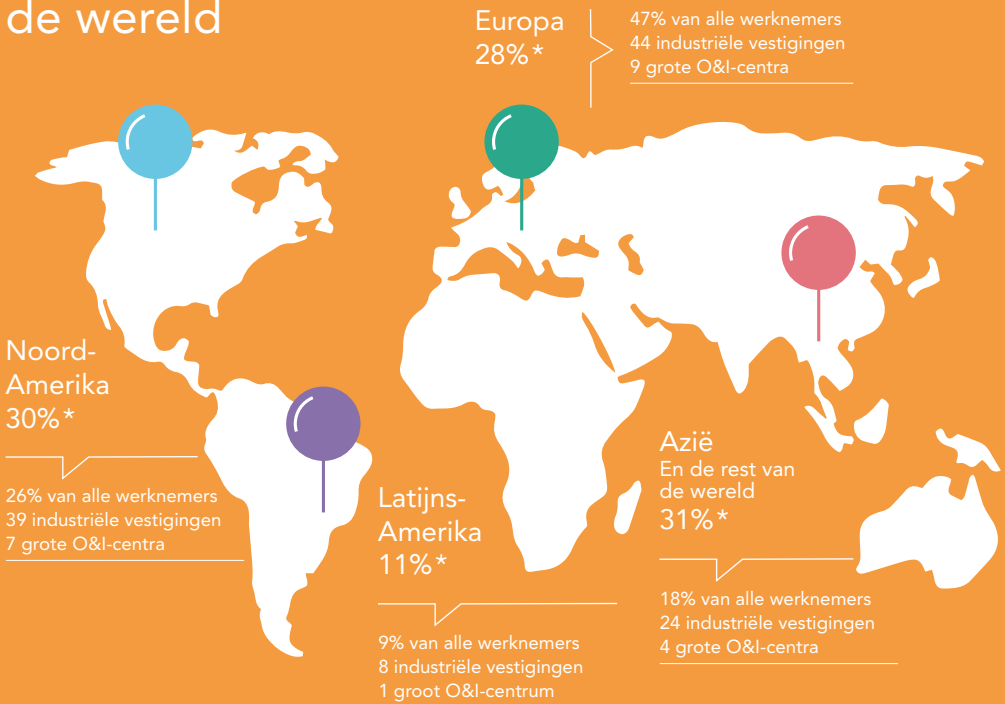 de wereld
Europa
28%*
47% van alle werknemers
44 industriële vestigingen
9 grote O&I-centra
Noord-
Amerika
30%*
26% van alle werknemers
39 industriële vestigingen
7 grote O&I-centra
Latijns-
Amerika
11%*
9% van alle werknemers
8 industriële vestigingen
1 groot O&I-centrum
Azië
En de rest van
de wereld
31%*
18% van alle werknemers
24 industriële vestigingen
4 grote O&I-centra